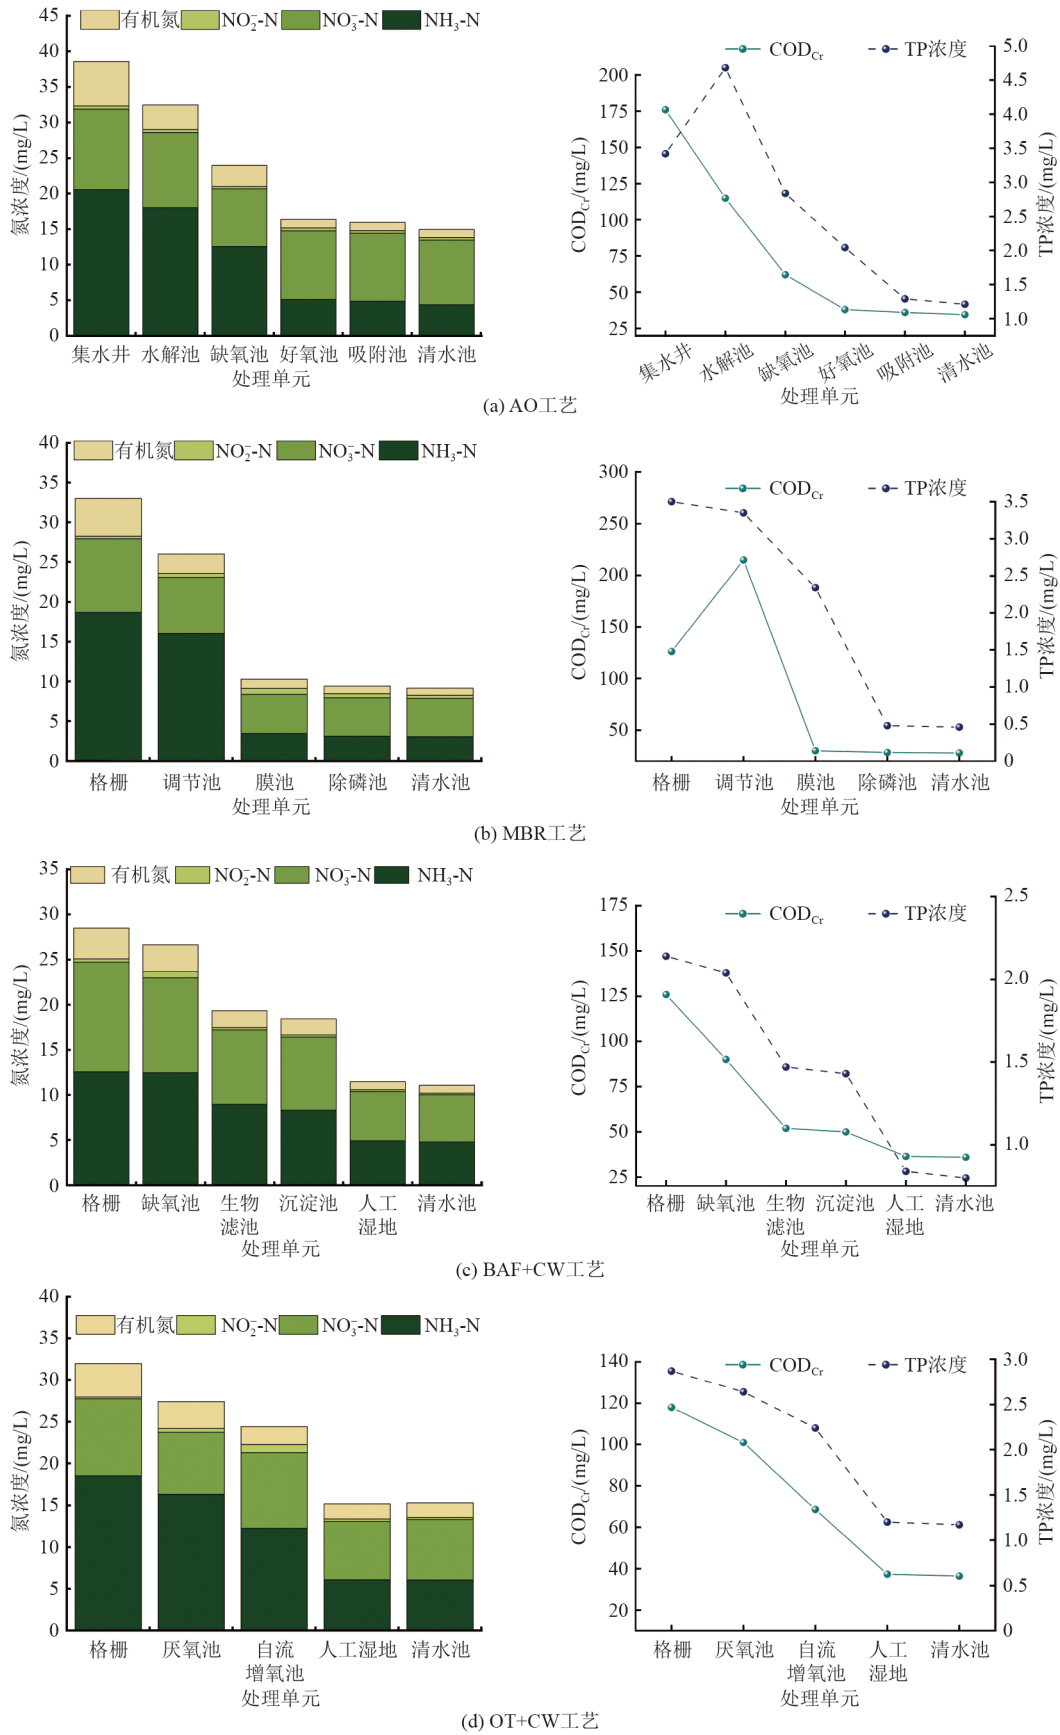 有机氮 NO₂⁻-N NO₃⁻-N NH₃-N
45
40
35
30
25
20
15
10
5
0
氮浓度/(mg/L)
集水井 水解池 缺氧池 好氧池 吸附池 清水池
处理单元
COD_Cr TP浓度
200
175
150
125
100
75
50
25
COD_Cr/(mg/L)
5.0
4.5
4.0
3.5
3.0
2.5
2.0
1.5
1.0
TP浓度/(mg/L)
集水井 水解池 缺氧池 好氧池 吸附池 清水池
处理单元
(a) AO工艺
有机氮 NO₂⁻-N NO₃⁻-N NH₃-N
40
35
30
25
20
15
10
5
0
氮浓度/(mg/L)
格栅 调节池 膜池 除磷池 清水池
处理单元
COD_Cr TP浓度
300
250
200
150
100
50
COD_Cr/(mg/L)
3.5
3.0
2.5
2.0
1.5
1.0
0.5
0
TP浓度/(mg/L)
格栅 调节池 膜池 除磷池 清水池
处理单元
(b) MBR工艺
有机氮 NO₂⁻-N NO₃⁻-N NH₃-N
35
30
25
20
15
10
5
0
氮浓度/(mg/L)
格栅 缺氧池 生物 沉淀池 人工 清水池
滤池 湿地
处理单元
COD_Cr TP浓度
175
150
125
100
75
50
25
COD_Cr/(mg/L)
2.5
2.0
1.5
1.0
TP浓度/(mg/L)
格栅 缺氧池 生物 沉淀池 人工 清水池
滤池 湿地
处理单元
(c) BAF+CW工艺
有机氮 NO₂⁻-N NO₃⁻-N NH₃-N
40
35
30
25
20
15
10
5
0
氮浓度/(mg/L)
格栅 厌氧池 自流 人工湿地 清水池
增氧池
处理单元
COD_Cr TP浓度
140
120
100
80
60
40
20
COD_Cr/(mg/L)
3.0
2.5
2.0
1.5
1.0
0.5
0
TP浓度/(mg/L)
格栅 厌氧池 自流 人工 清水池
增氧池 湿地
处理单元
(d) OT+CW工艺